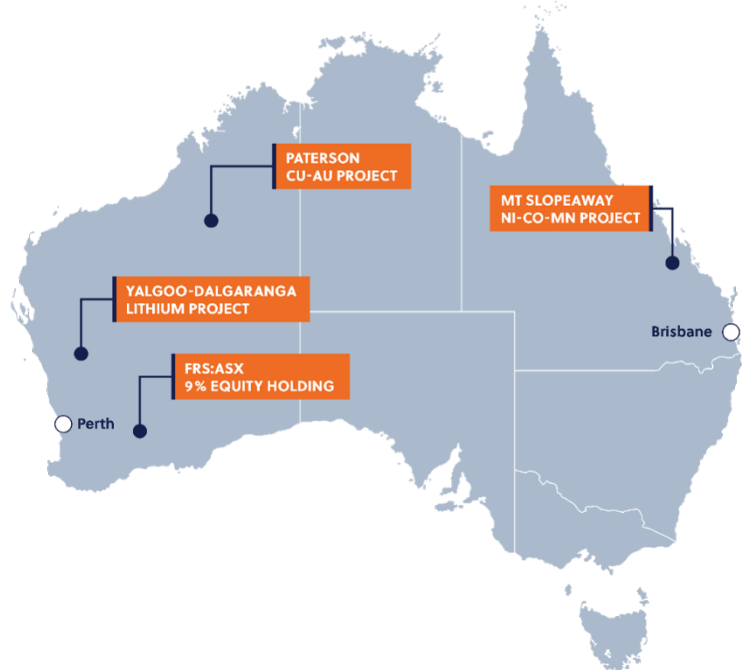 PATERSON
CU-AU PROJECT
MT SLOPEAWAY
NI-CO-MN PROJECT
YALGOO-DALGARANGA
LITHIUM PROJECT
Brisbane
FRS:ASX
9% EQUITY HOLDING
Perth